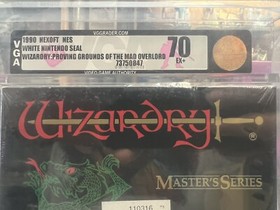 VGAGRADER.COM
VGA
1990 NEXOFT, NES
WHITE NINTENDO SEAL
WIZARDRY:PROVING GROUNDS OF THE MAD OVERLORD
73750847
70
EX+
VIDEO GAME AUTHORITY
Wizardry
MASTER'S SERIES
110316